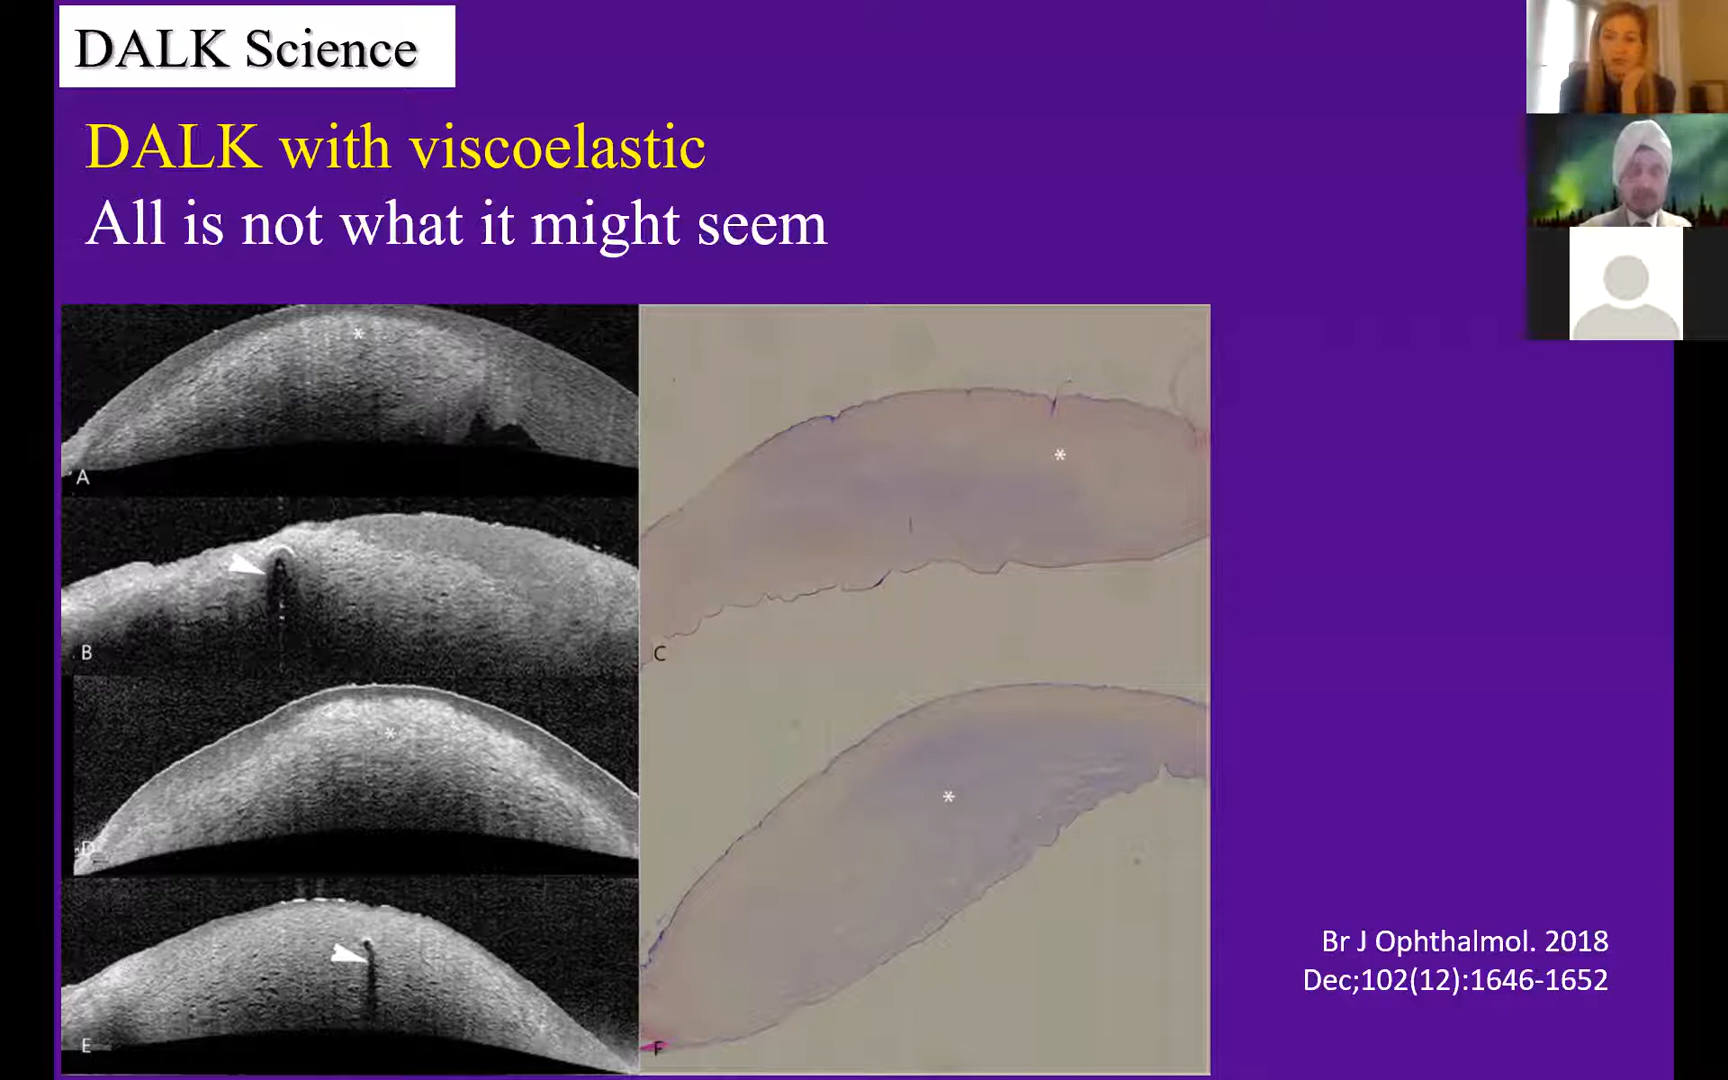 DALK Science
DALK with viscoelastic
All is not what it might seem
*
A
B
C
*
D
*
E
F
*
Br J Ophthalmol. 2018
Dec;102(12):1646-1652